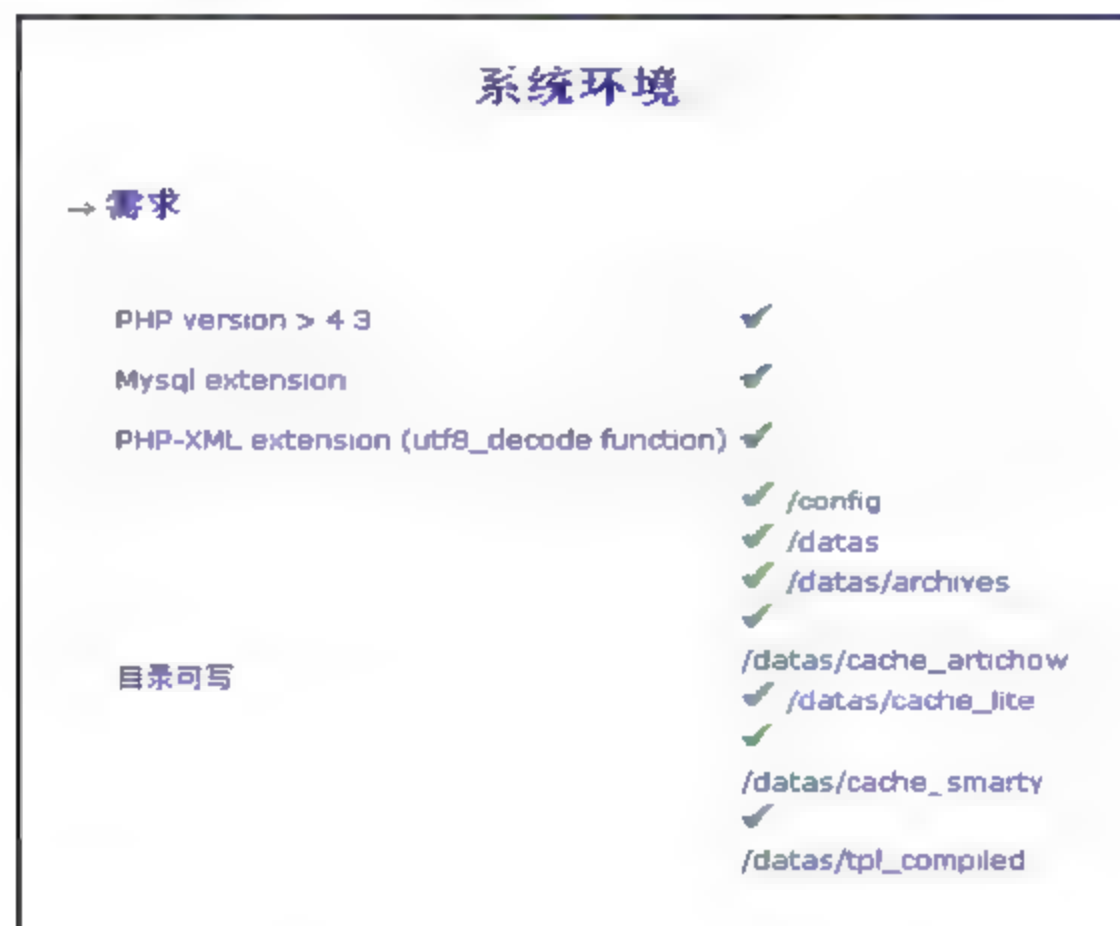 系统环境
→ 需求
PHP version > 4 3
Mysql extension
PHP-XML extension (utf8_decode function)
/config
/datas
/datas/archives
/datas/cache_artichow
目录可写
/datas/cache_lite
/datas/cache_smarty
/datas/tpl_compiled